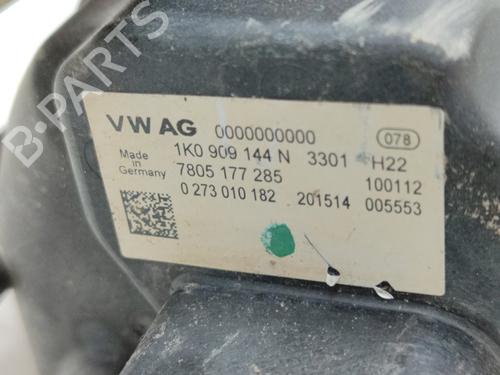 VW AG 0000000000 078
Made in Germany
1K0 909 144 N 3301 H22
7805 177 285 100112
0 273 010 182 201514 005553
B-PARTS